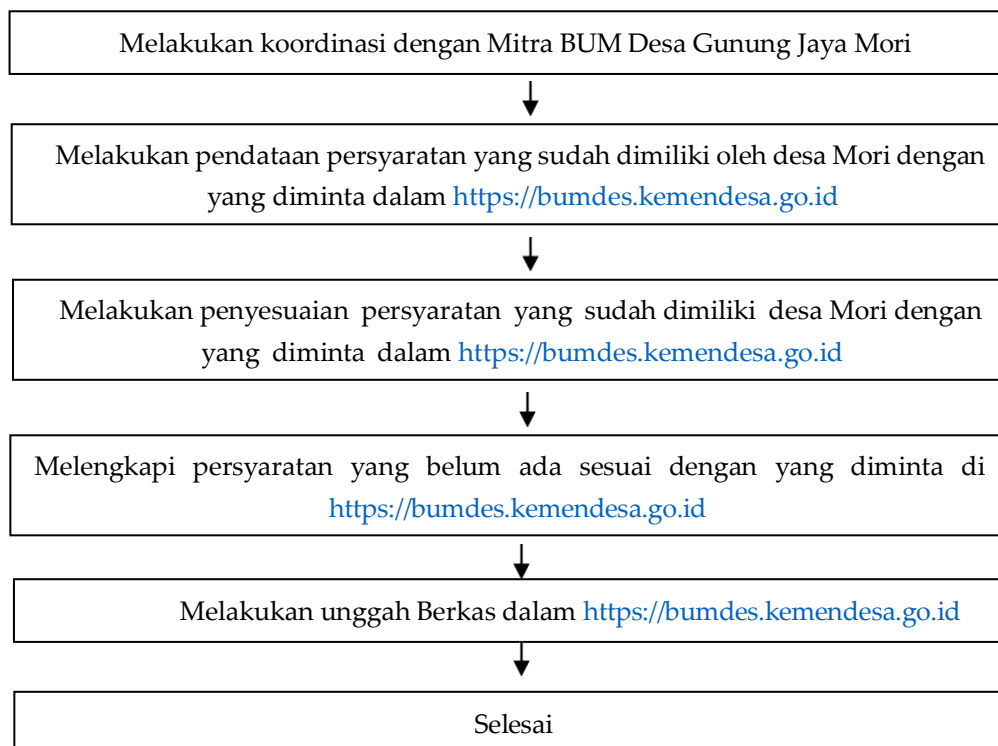 Melakukan koordinasi dengan Mitra BUM Desa Gunung Jaya Mori
Melakukan pendataan persyaratan yang sudah dimiliki oleh desa Mori dengan
yang diminta dalam https://bumdes.kemendesa.go.id
Melakukan penyesuaian persyaratan yang sudah dimiliki desa Mori dengan
yang diminta dalam https://bumdes.kemendesa.go.id
Melengkapi persyaratan yang belum ada sesuai dengan yang diminta di
https://bumdes.kemendesa.go.id
Melakukan unggah Berkas dalam https://bumdes.kemendesa.go.id
Selesai